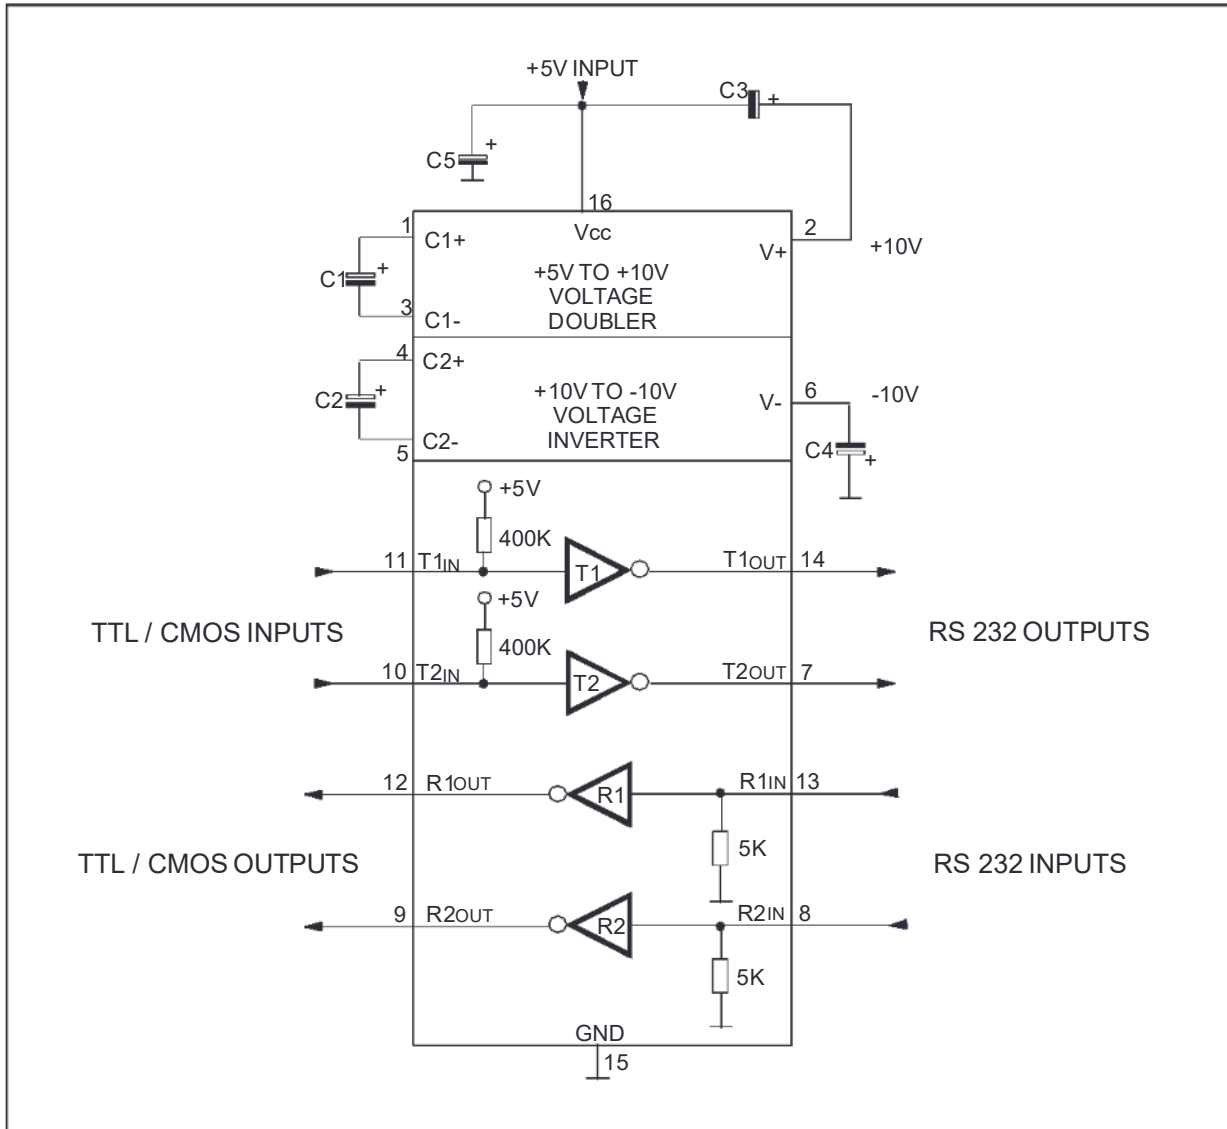 +5V INPUT
C3 +
C5 +
16
1
2
C1+
Vcc
V+
+10V
C1 +
+5V TO +10V
VOLTAGE
DOUBLER
3
C1-
4
C2+
C2 +
+10V TO -10V
VOLTAGE
INVERTER
V-
6
-10V
C2-
5
C4 +
+5V
400K
11 T1IN
T1
T1OUT 14
+5V
TTL / CMOS INPUTS
400K
RS 232 OUTPUTS
10 T2IN
T2
T2OUT 7
12 R1OUT
R1
R1IN 13
5K
TTL / CMOS OUTPUTS
RS 232 INPUTS
9 R2OUT
R2
R2IN 8
5K
GND
15